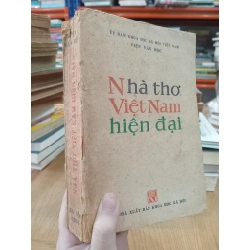 ỦY BAN KHOA HỌC XÃ HỘI VIỆT NAM
VIỆN VĂN HỌC
Nhà thơ
Việt Nam
hiện đại
NHÀ XUẤT BẢN KHOA HỌC XÃ HỘI